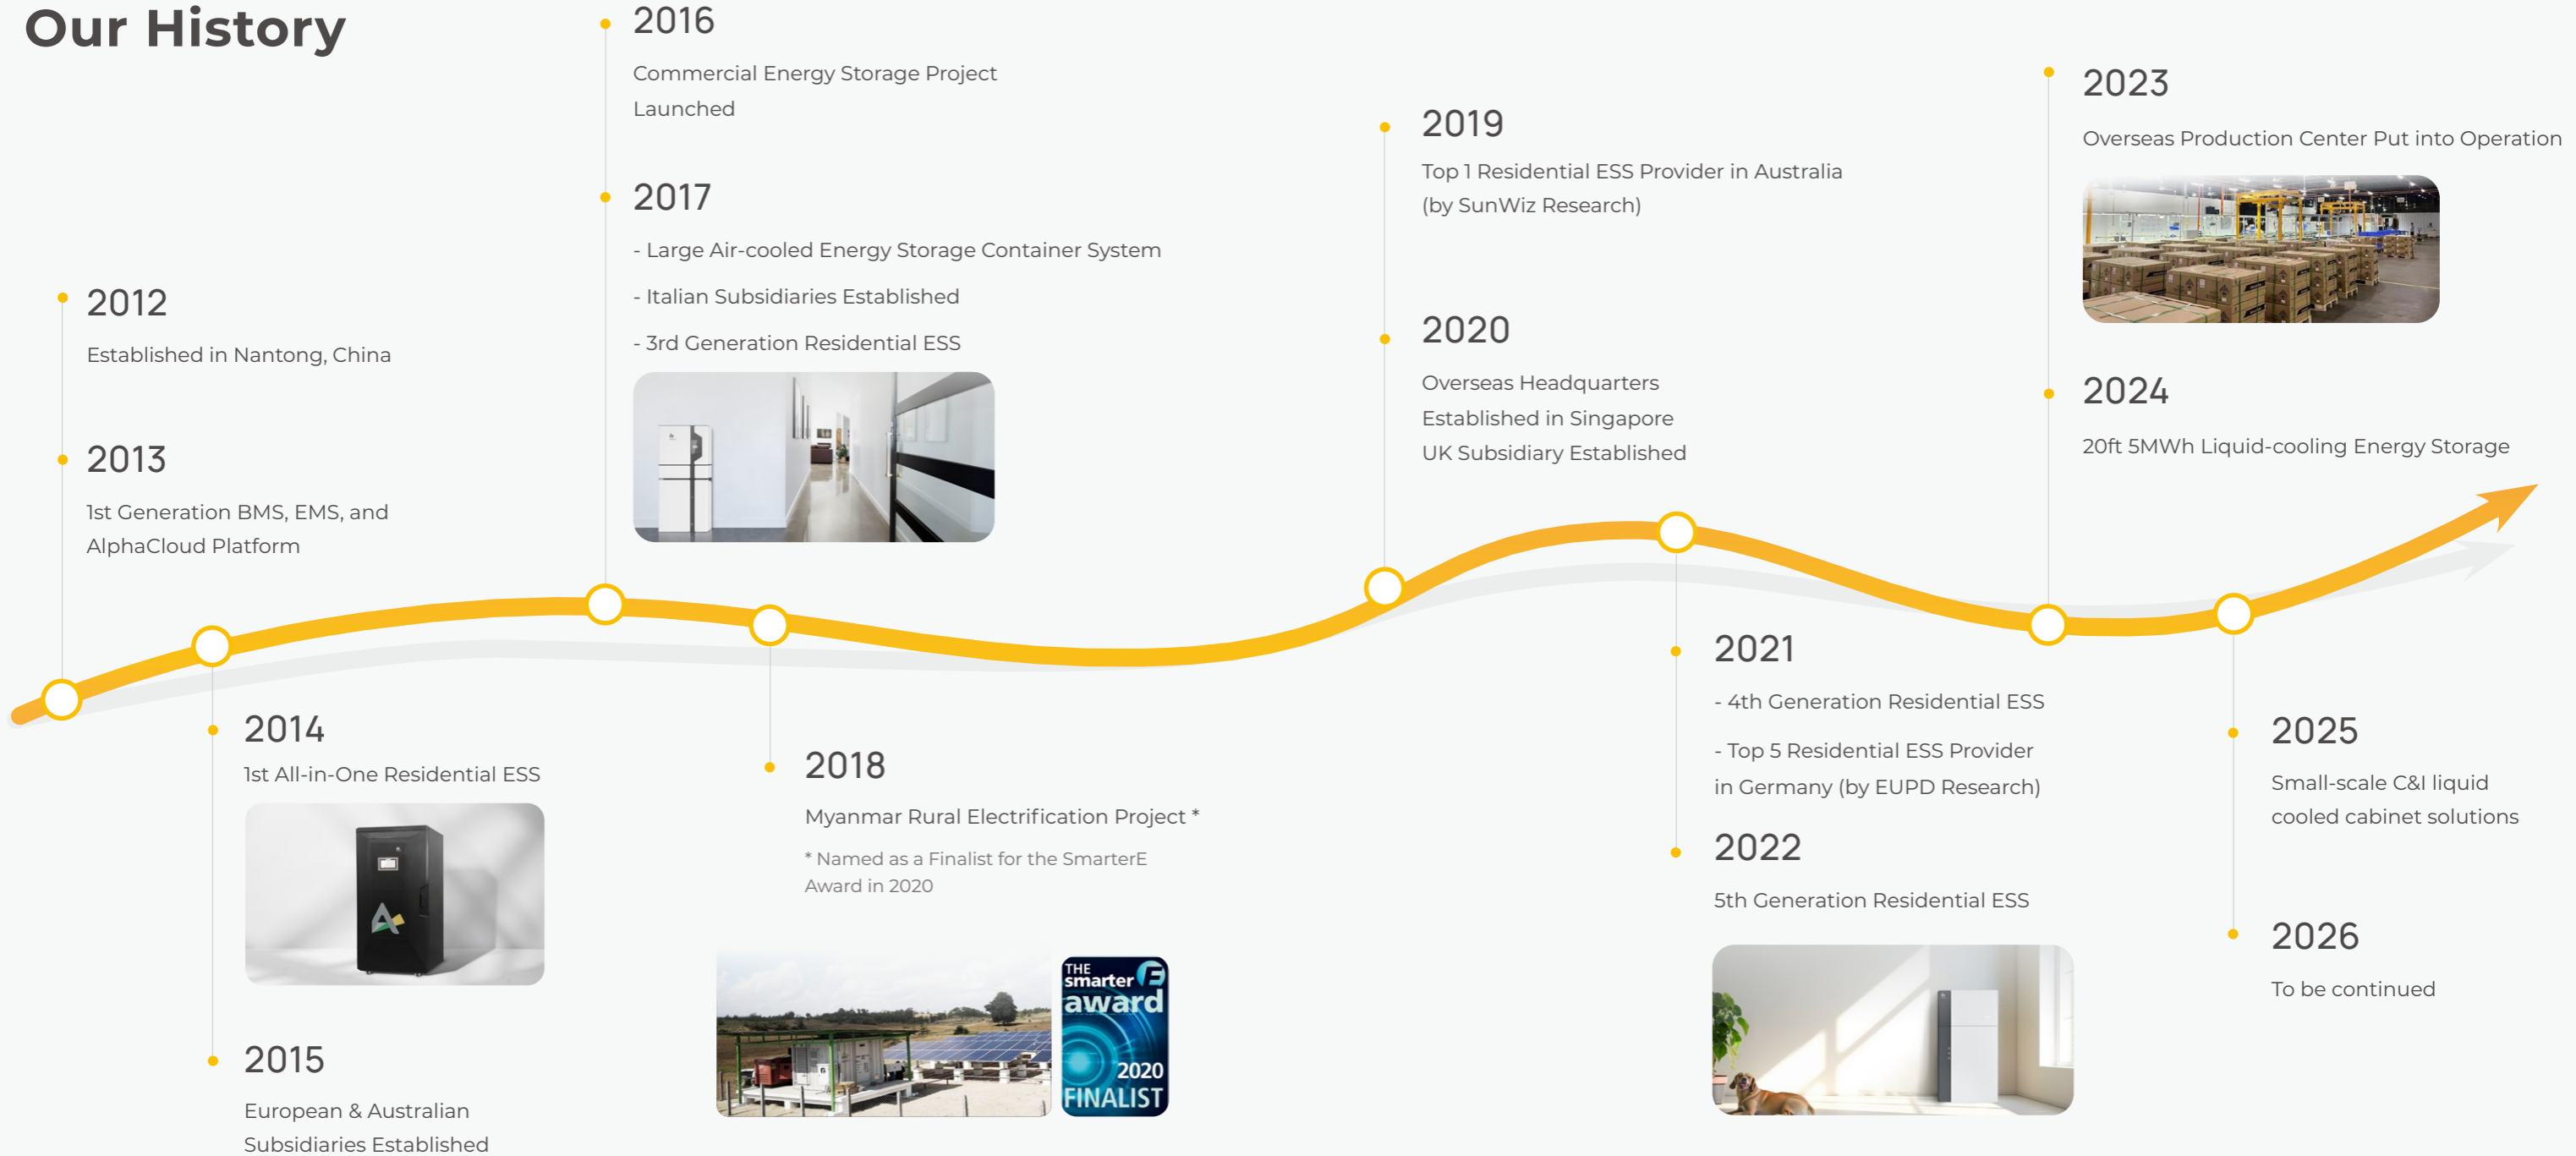 Our History
2012
Established in Nantong, China
2013
1st Generation BMS, EMS, and
AlphaCloud Platform
2014
1st All-in-One Residential ESS
2015
European & Australian
Subsidiaries Established
2016
Commercial Energy Storage Project
Launched
2017
- Large Air-cooled Energy Storage Container System
- Italian Subsidiaries Established
- 3rd Generation Residential ESS
2018
Myanmar Rural Electrification Project *
* Named as a Finalist for the SmarterE
Award in 2020
THE
smarter E
award
2020
FINALIST
2019
Top 1 Residential ESS Provider in Australia
(by SunWiz Research)
2020
Overseas Headquarters
Established in Singapore
UK Subsidiary Established
2021
- 4th Generation Residential ESS
- Top 5 Residential ESS Provider
in Germany (by EUPD Research)
2022
5th Generation Residential ESS
2023
Overseas Production Center Put into Operation
2024
20ft 5MWh Liquid-cooling Energy Storage
2025
Small-scale C&I liquid
cooled cabinet solutions
2026
To be continued